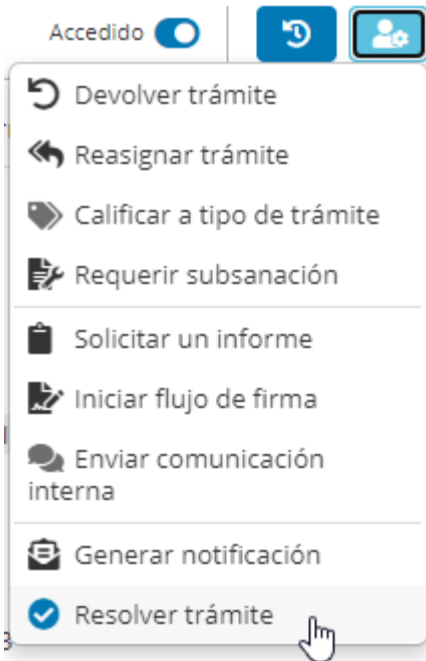 Accedido
Devolver trámite
Reasignar trámite
Calificar a tipo de trámite
Requerir subsanación
Solicitar un informe
Iniciar flujo de firma
Enviar comunicación
interna
Generar notificación
Resolver trámite